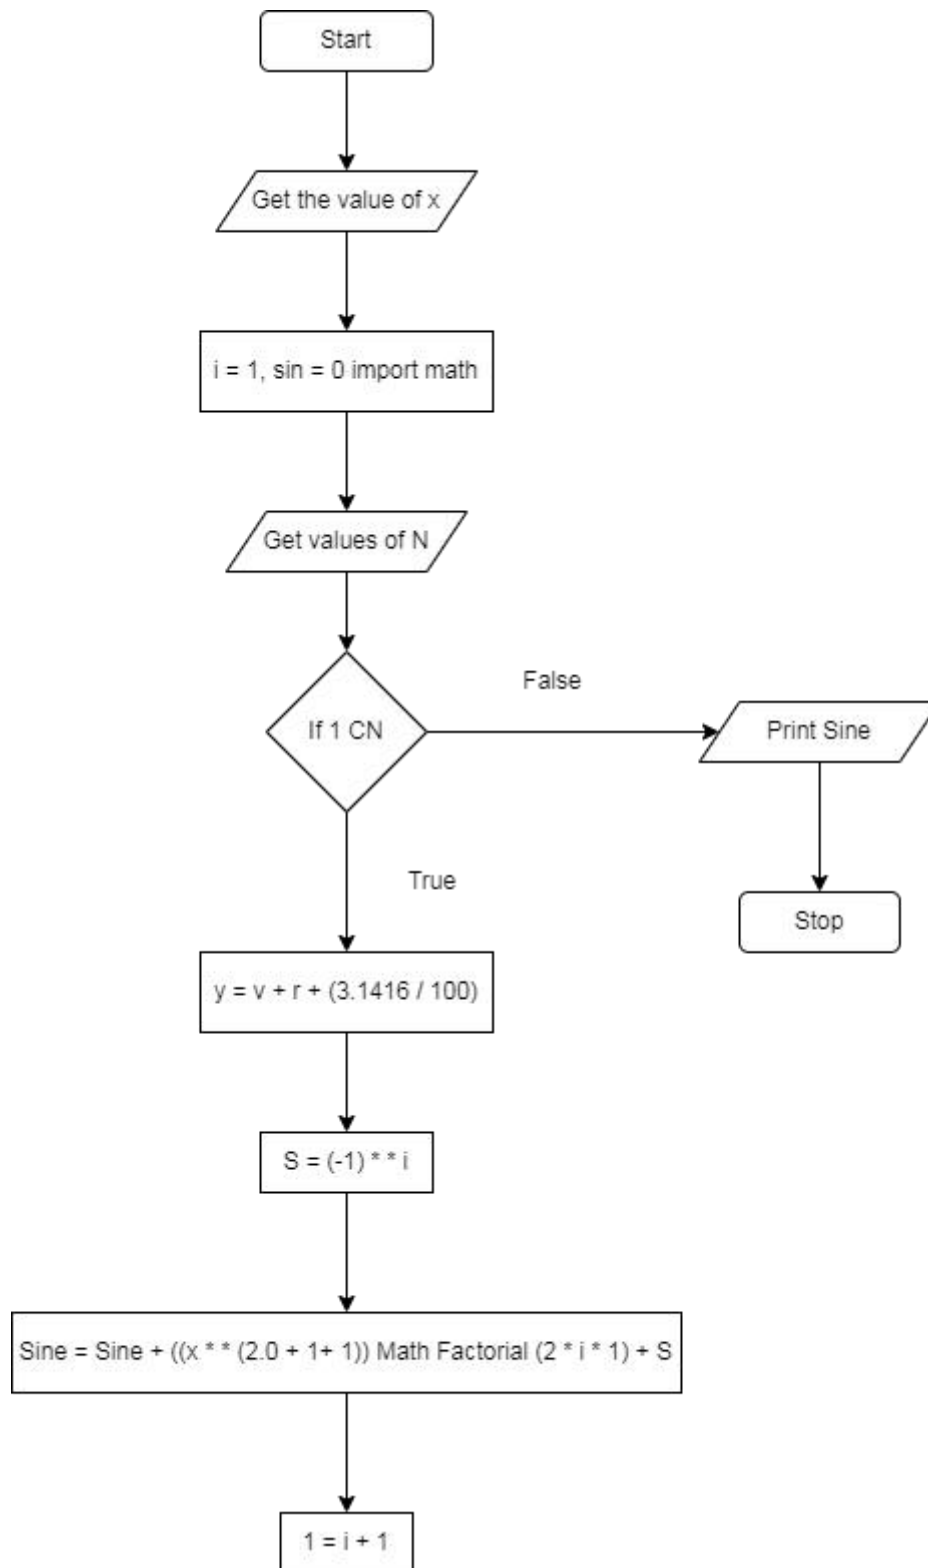 Start
Get the value of x
i = 1, sin = 0 import math
Get values of N
If 1 CN
False
Print Sine
True
Stop
y = v + r + (3.1416 / 100)
S = (-1) * * i
Sine = Sine + ((x * * (2.0 + 1+ 1)) Math Factorial (2 * i * 1) + S
1 = i + 1